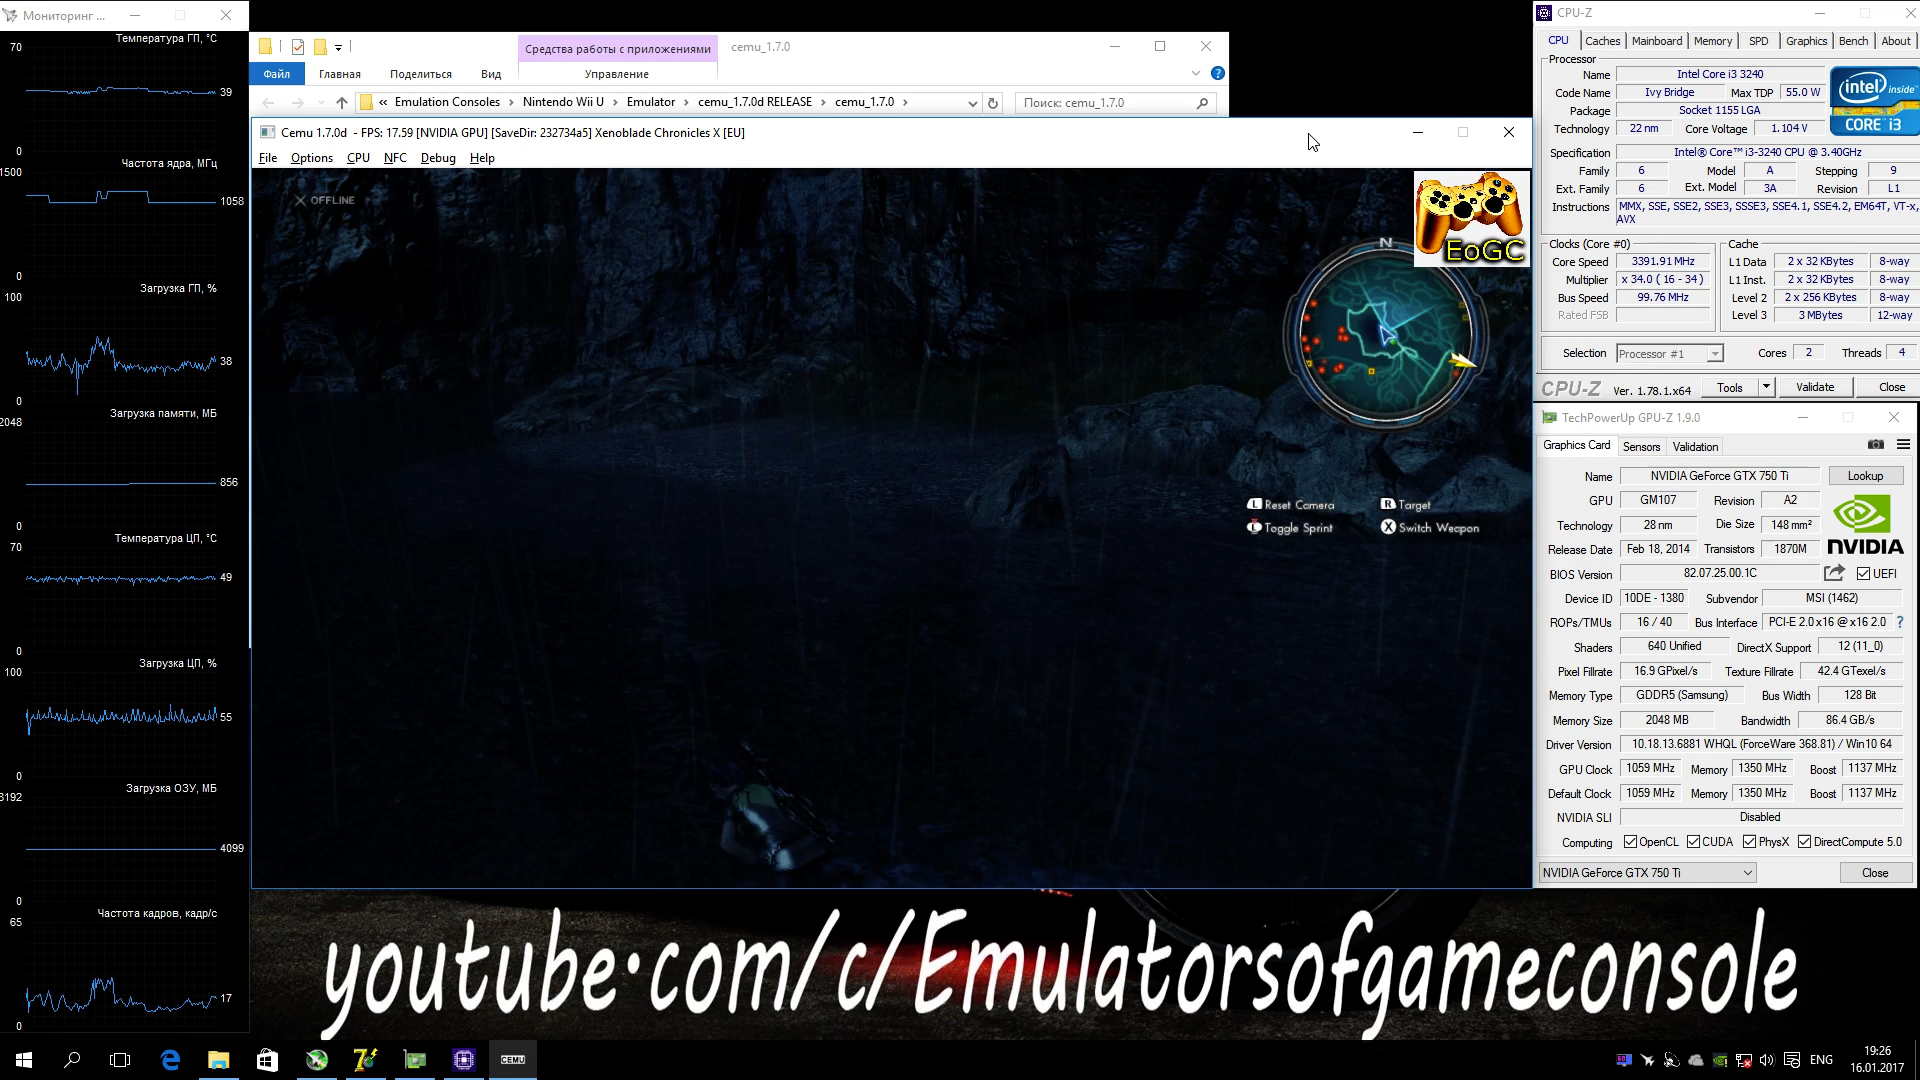 Мониторинг ...
Температура ГП, °C
70
39
0
Частота ядра, МГц
1500
1058
0
Загрузка ГП, %
100
38
0
Загрузка памяти, МБ
2048
856
0
Температура ЦП, °C
70
49
0
Загрузка ЦП, %
100
55
0
Загрузка ОЗУ, МБ
8192
4099
0
Частота кадров, кадр/с
65
17
0
Средства работы с приложениями cemu_1.7.0
Файл Главная Поделиться Вид Управление
« Emulation Consoles › Nintendo Wii U › Emulator › cemu_1.7.0d RELEASE › cemu_1.7.0 › Поиск: cemu_1.7.0
Cemu 1.7.0d - FPS: 17.59 [NVIDIA GPU] [SaveDir: 232734a5] Xenoblade Chronicles X [EU]
File Options CPU NFC Debug Help
OFFLINE
EoGC
N
L Reset Camera R Target
L Toggle Sprint X Switch Weapon
CPU-Z
CPU Caches Mainboard Memory SPD Graphics Bench About
Processor
Name Intel Core i3 3240
Code Name Ivy Bridge Max TDP 55.0 W
Package Socket 1155 LGA
Technology 22 nm Core Voltage 1.104 V
intel inside™
CORE i3
Specification Intel® Core™ i3-3240 CPU @ 3.40GHz
Family 6 Model A Stepping 9
Ext. Family 6 Ext. Model 3A Revision L1
Instructions MMX, SSE, SSE2, SSE3, SSSE3, SSE4.1, SSE4.2, EM64T, VT-x,
AVX
Clocks (Core #0) Cache
Core Speed 3391.91 MHz L1 Data 2 x 32 KBytes 8-way
Multiplier x 34.0 ( 16 - 34 ) L1 Inst. 2 x 32 KBytes 8-way
Bus Speed 99.76 MHz Level 2 2 x 256 KBytes 8-way
Rated FSB Level 3 3 MBytes 12-way
Selection Processor #1 Cores 2 Threads 4
CPU-Z Ver. 1.78.1.x64 Tools Validate Close
TechPowerUp GPU-Z 1.9.0
Graphics Card Sensors Validation
Name NVIDIA GeForce GTX 750 Ti Lookup
GPU GM107 Revision A2
Technology 28 nm Die Size 148 mm²
Release Date Feb 18, 2014 Transistors 1870M
NVIDIA
BIOS Version 82.07.25.00.1C UEFI
Device ID 10DE - 1380 Subvendor MSI (1462)
ROPs/TMUs 16 / 40 Bus Interface PCI-E 2.0 x16 @ x16 2.0 ?
Shaders 640 Unified DirectX Support 12 (11_0)
Pixel Fillrate 16.9 GPixel/s Texture Fillrate 42.4 GTexel/s
Memory Type GDDR5 (Samsung) Bus Width 128 Bit
Memory Size 2048 MB Bandwidth 86.4 GB/s
Driver Version 10.18.13.6881 WHQL (ForceWare 368.81) / Win10 64
GPU Clock 1059 MHz Memory 1350 MHz Boost 1137 MHz
Default Clock 1059 MHz Memory 1350 MHz Boost 1137 MHz
NVIDIA SLI Disabled
Computing OpenCL CUDA PhysX DirectCompute 5.0
NVIDIA GeForce GTX 750 Ti Close
youtube.com/c/Emulatorsofgameconsole
CEMU
ENG
19:26
16.01.2017